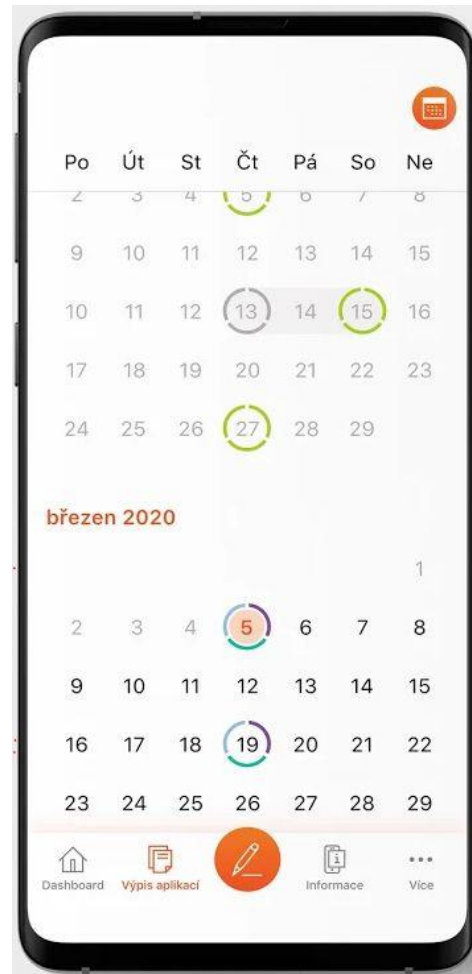 Po Út St Čt Pá So Ne
2 3 4 5 6 7 8
9 10 11 12 13 14 15
10 11 12 13 14 15 16
17 18 19 20 21 22 23
24 25 26 27 28 29
březen 2020
1
2 3 4 5 6 7 8
9 10 11 12 13 14 15
16 17 18 19 20 21 22
23 24 25 26 27 28 29
Dashboard Výpis aplikací Informace Více